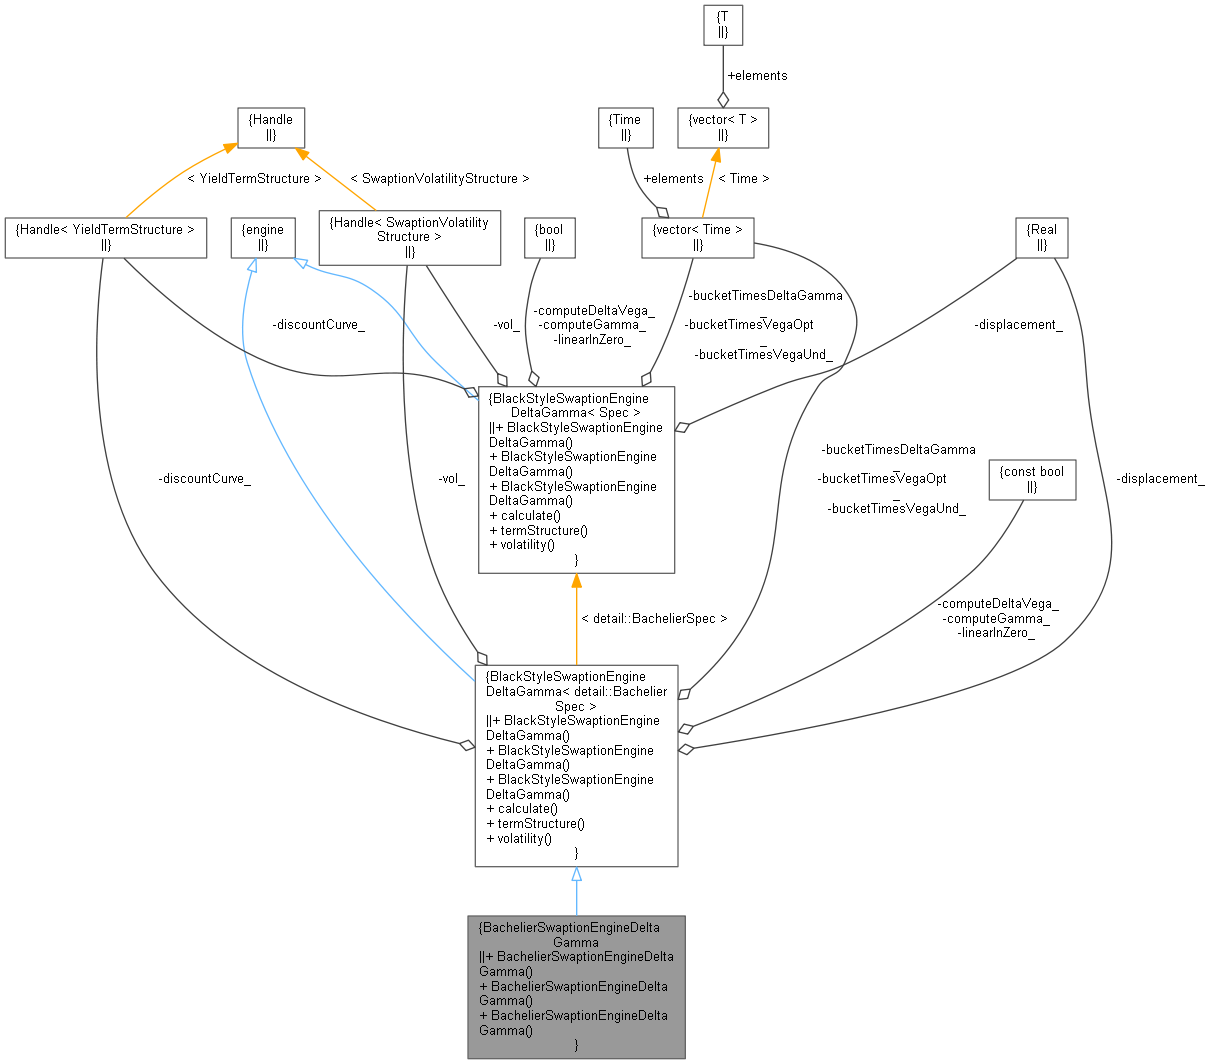 {T
||}
+elements
{Handle
||}
{Time
||}
{vector< T >
||}
< YieldTermStructure >
< SwaptionVolatilityStructure >
+elements
< Time >
{Handle< YieldTermStructure >
||}
{engine
||}
{Handle< SwaptionVolatility
Structure >
||}
{bool
||}
{vector< Time >
||}
{Real
||}
-discountCurve_
-vol_
-computeDeltaVega_
-computeGamma_
-linearInZero_
-bucketTimesDeltaGamma
_
-bucketTimesVegaOpt
_
-bucketTimesVegaUnd_
-displacement_
{BlackStyleSwaptionEngine
DeltaGamma< Spec >
||+ BlackStyleSwaptionEngine
DeltaGamma()
+ BlackStyleSwaptionEngine
DeltaGamma()
+ BlackStyleSwaptionEngine
DeltaGamma()
+ calculate()
+ termStructure()
+ volatility()
}
-discountCurve_
-vol_
-bucketTimesDeltaGamma
_
-bucketTimesVegaOpt
_
-bucketTimesVegaUnd_
{const bool
||}
-displacement_
-computeDeltaVega_
-computeGamma_
-linearInZero_
< detail::BachelierSpec >
{BlackStyleSwaptionEngine
DeltaGamma< detail::Bachelier
Spec >
||+ BlackStyleSwaptionEngine
DeltaGamma()
+ BlackStyleSwaptionEngine
DeltaGamma()
+ BlackStyleSwaptionEngine
DeltaGamma()
+ calculate()
+ termStructure()
+ volatility()
}
{BachelierSwaptionEngineDelta
Gamma
||+ BachelierSwaptionEngineDelta
Gamma()
+ BachelierSwaptionEngineDelta
Gamma()
+ BachelierSwaptionEngineDelta
Gamma()
}